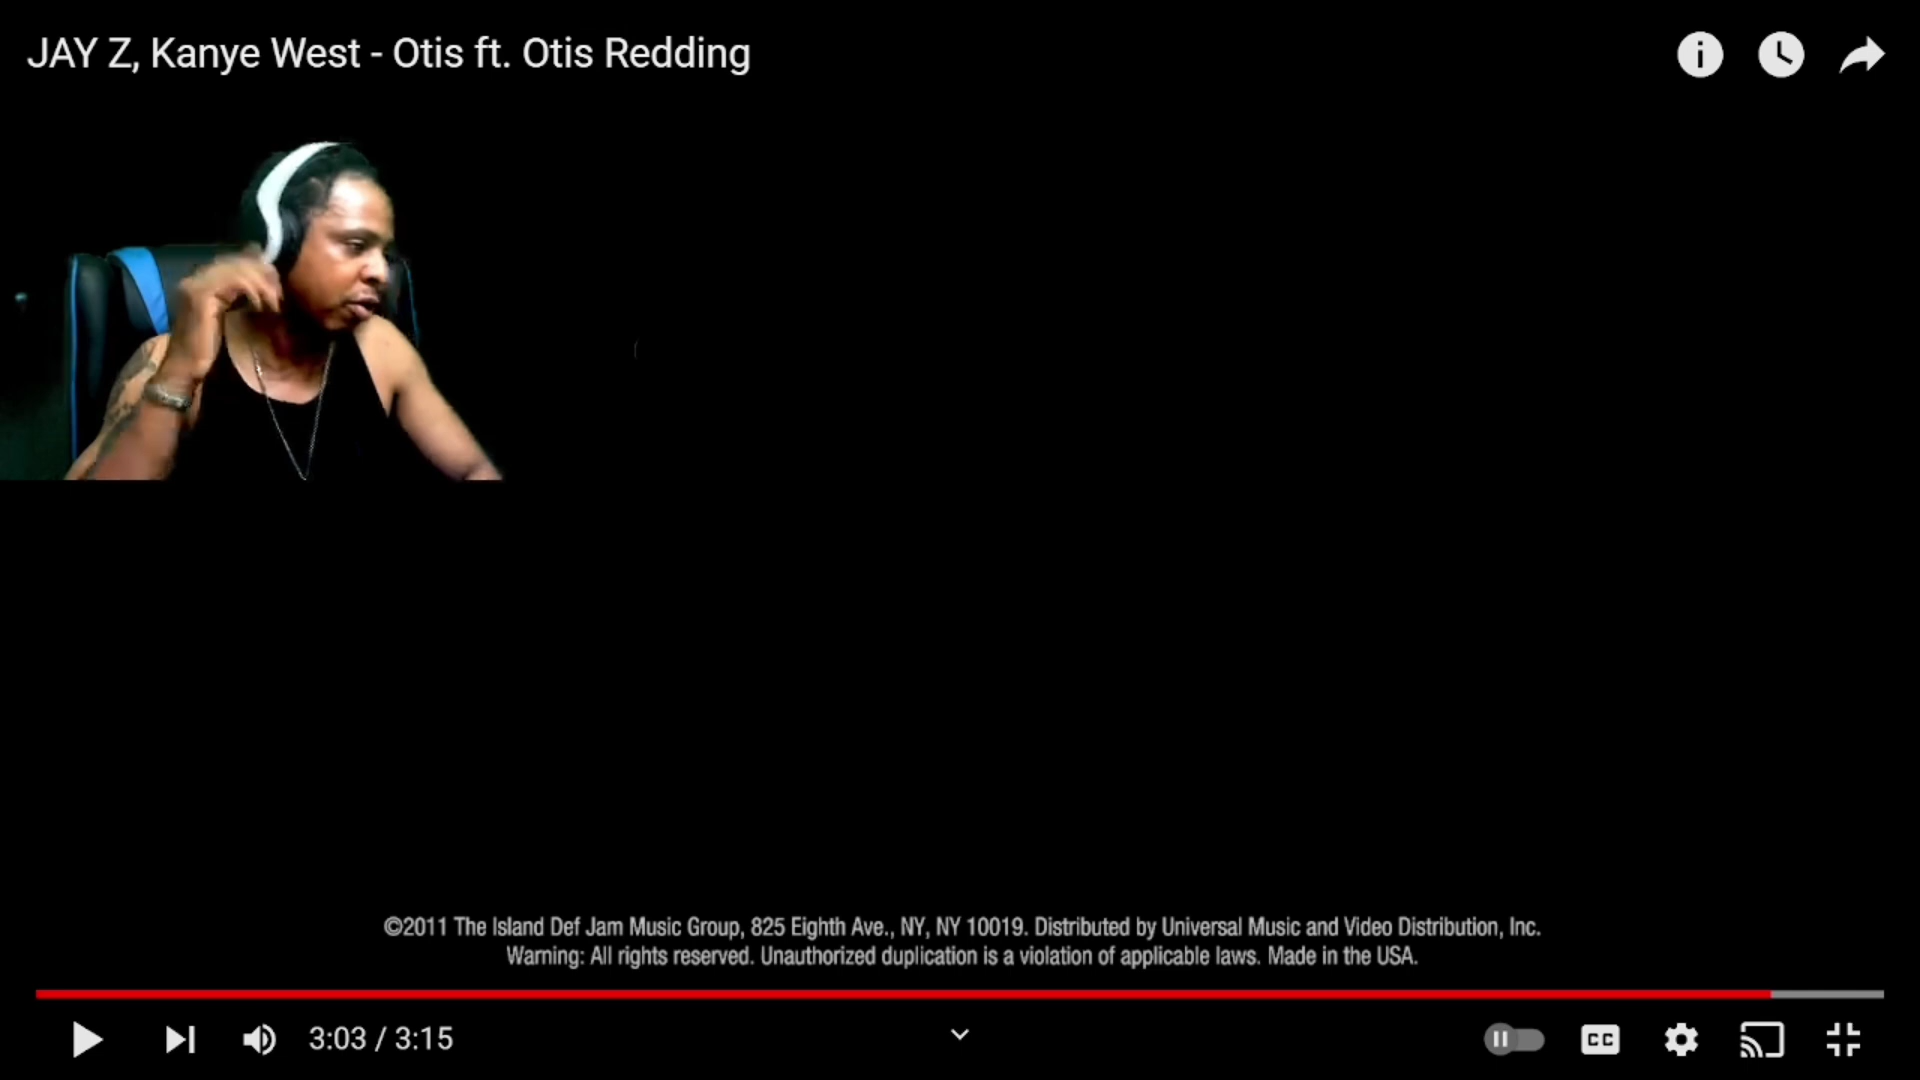 JAY Z, Kanye West - Otis ft. Otis Redding
©2011 The Island Def Jam Music Group, 825 Eighth Ave., NY, NY 10019. Distributed by Universal Music and Video Distribution, Inc.
Warning: All rights reserved. Unauthorized duplication is a violation of applicable laws. Made in the USA.
3:03 / 3:15
CC